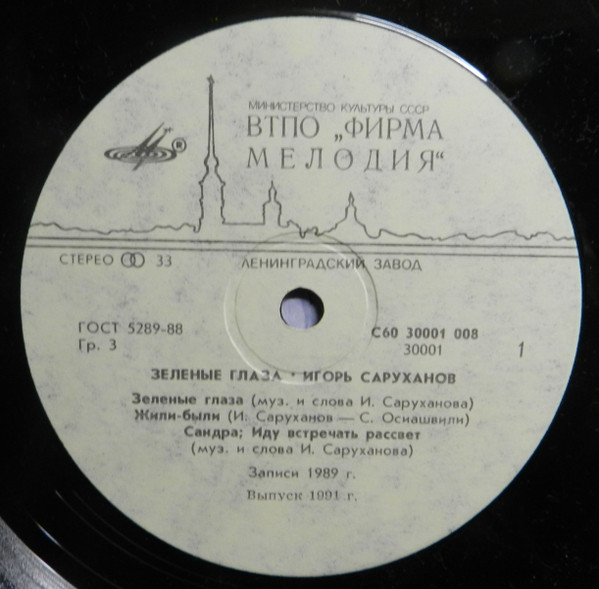 МИНИСТЕРСТВО КУЛЬТУРЫ СССР
ВТПО „ФИРМА
МЕЛОДИЯ“
®
СТЕРЕО 33
ЛЕНИНГРАДСКИЙ ЗАВОД
ГОСТ 5289-88
Гр. 3
С60 30001 008
30001
1
ЗЕЛЕНЫЕ ГЛАЗА · ИГОРЬ САРУХАНОВ
Зеленые глаза (муз. и слова И. Саруханова)
Жили-были (И. Саруханов — С. Осиашвили)
Сандра; Иду встречать рассвет
(муз. и слова И. Саруханова)
Записи 1989 г.
Выпуск 1991 г.